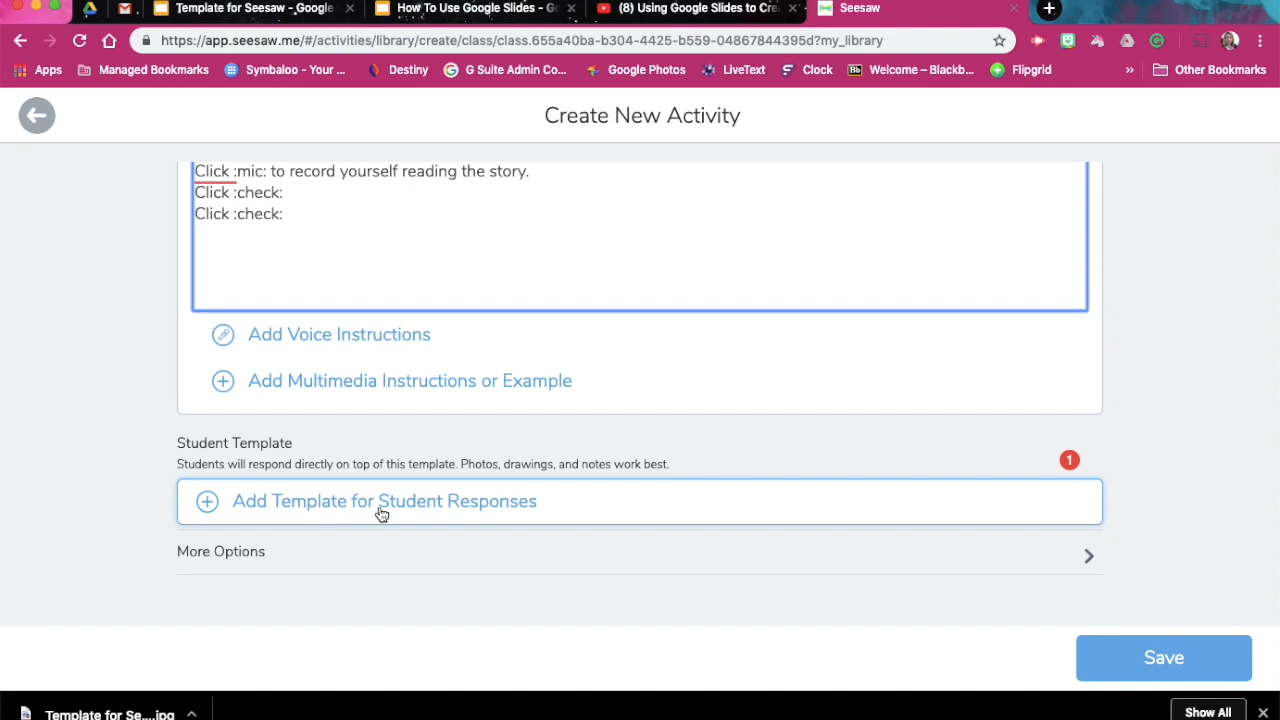 Template for Seesaw - Google
How To Use Google Slides - G
(8) Using Google Slides to Cre
Seesaw
https://app.seesaw.me/#/activities/library/create/class/class.655a40ba-b304-4425-b559-04867844395d?my_library
Apps Managed Bookmarks Symbaloo - Your ... Destiny G Suite Admin Co... Google Photos LiveText Clock Bb Welcome – Blackb... Flipgrid » Other Bookmarks
Create New Activity
Click :mic: to record yourself reading the story.
Click :check:
Click :check:
Add Voice Instructions
Add Multimedia Instructions or Example
Student Template
Students will respond directly on top of this template. Photos, drawings, and notes work best.
1
Add Template for Student Responses
More Options
Save
Template for Se....jpg
Show All